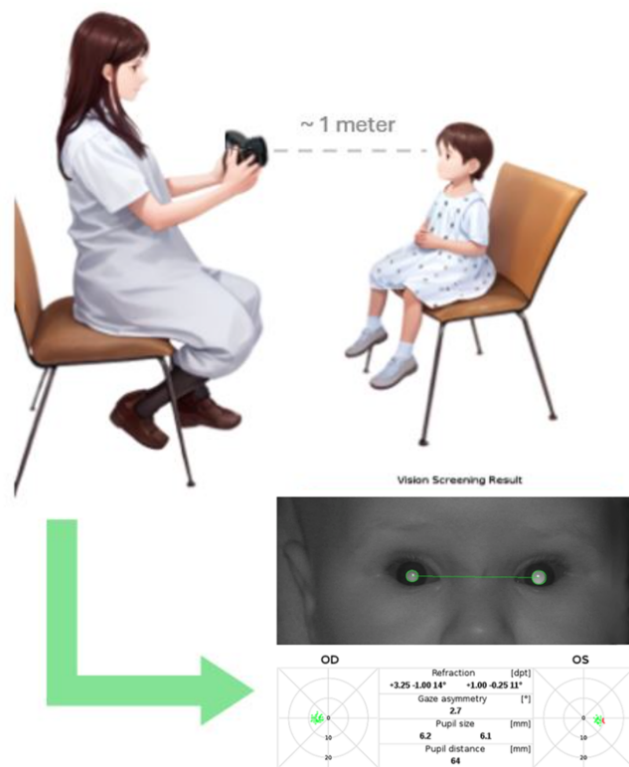 ~ 1 meter
Vision Screening Result
OD
OS
Refraction [dpt]
+3.25 -1.00 14° +1.00 -0.25 11°
Gaze asymmetry [°]
2.7
Pupil size [mm]
6.2 6.1
Pupil distance [mm]
64
0
10
20
0
10
20